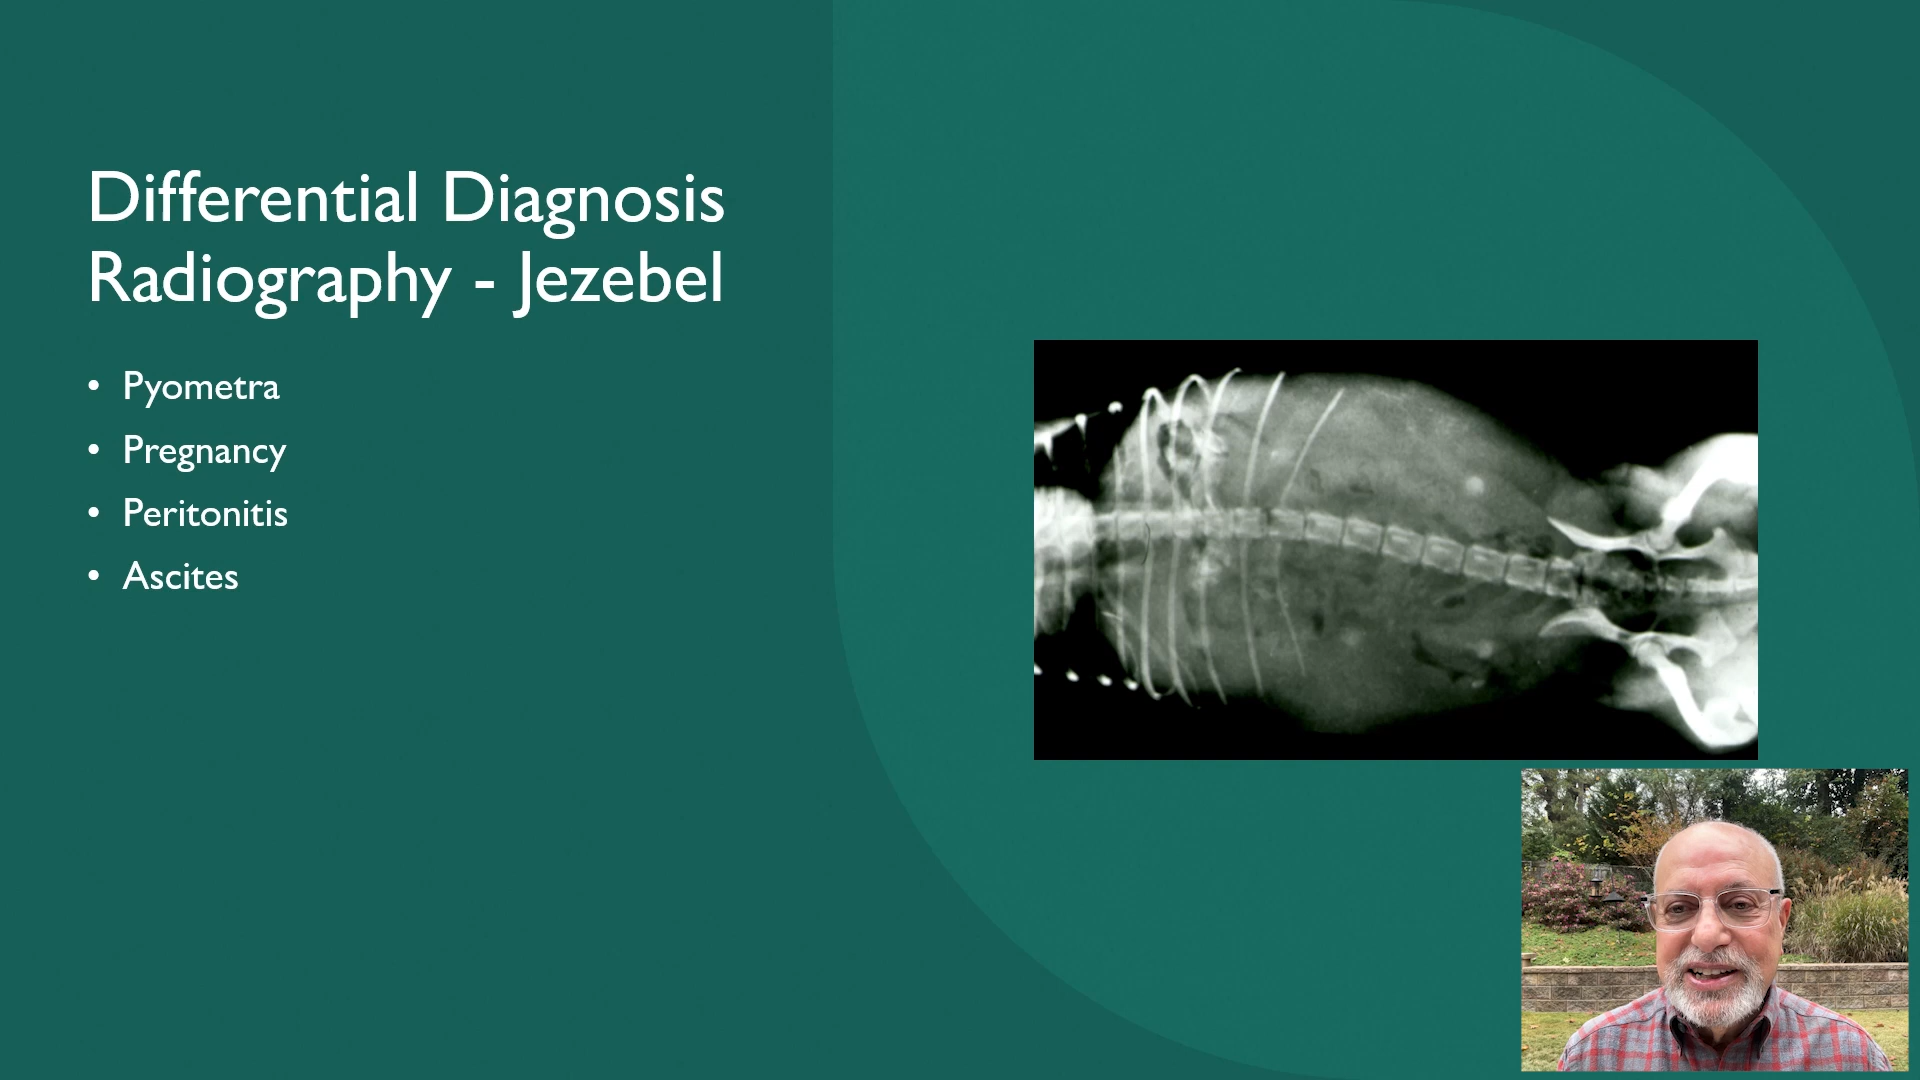 Differential Diagnosis
Radiography - Jezebel
• Pyometra
• Pregnancy
• Peritonitis
• Ascites